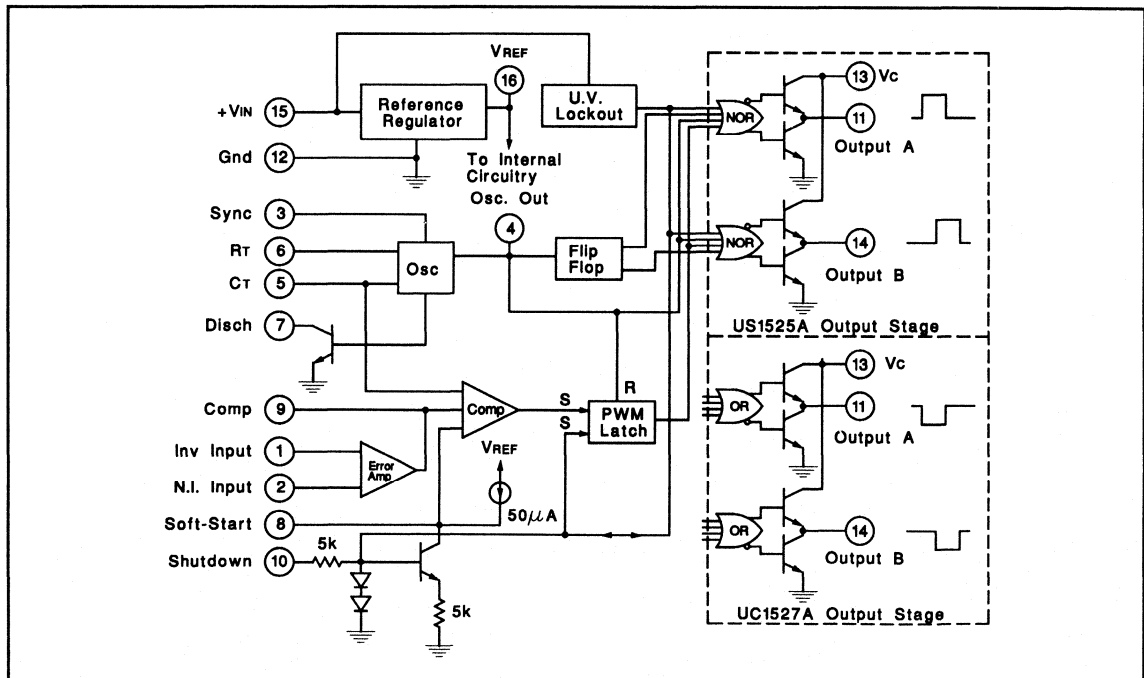 VREF
16
13 Vc
+VIN 15
Reference
Regulator
U.V.
Lockout
NOR
11
Output A
Gnd 12
To Internal
Circuitry
Osc. Out
Sync 3
4
RT 6
Osc
Flip
Flop
NOR
14
Output B
CT 5
Disch 7
US1525A Output Stage
13 Vc
R
Comp 9
Comp
S
S
PWM
Latch
OR
11
Output A
Inv Input 1
Error
Amp
VREF
N.I. Input 2
50μA
Soft-Start 8
OR
14
Output B
Shutdown 10
5k
5k
UC1527A Output Stage